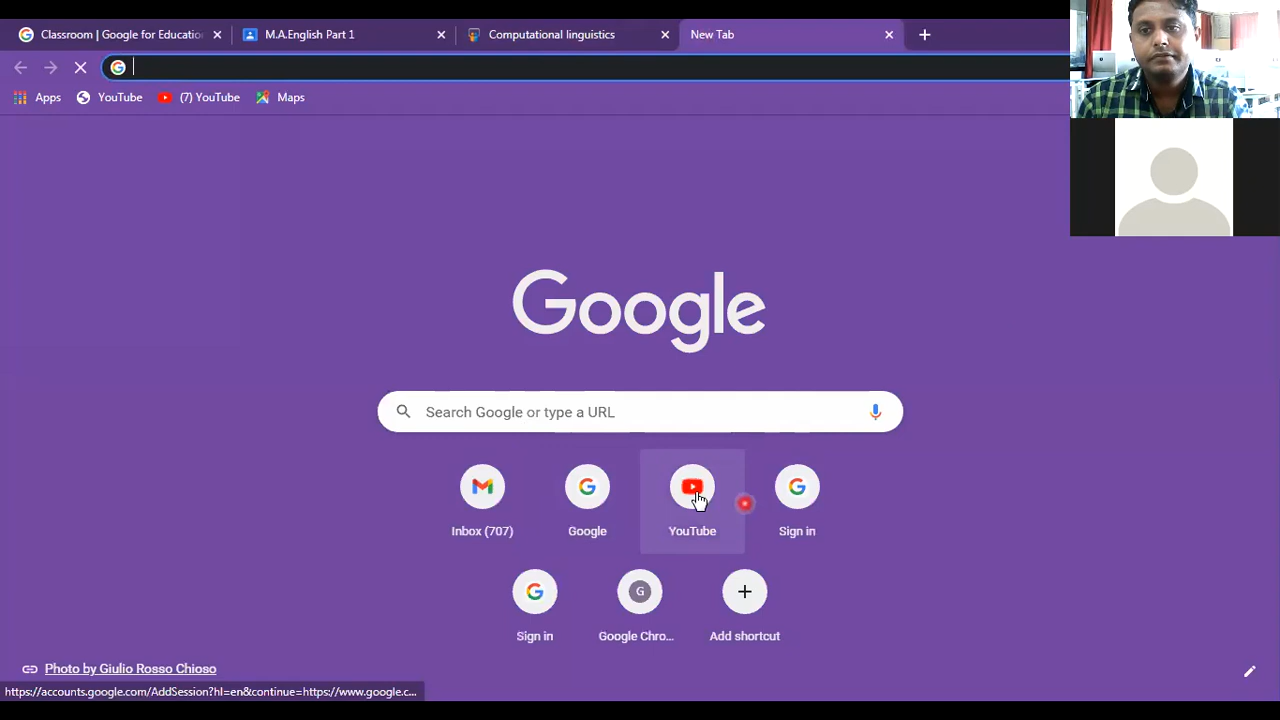 Classroom | Google for Educatio
M.A.English Part 1
Computational linguistics
New Tab
Apps
YouTube
(7) YouTube
Maps
Google
Search Google or type a URL
Inbox (707)
Google
YouTube
Sign in
Sign in
G
Google Chro...
Add shortcut
Photo by Giulio Rosso Chioso
https://accounts.google.com/AddSession?hl=en&continue=https://www.google.c...